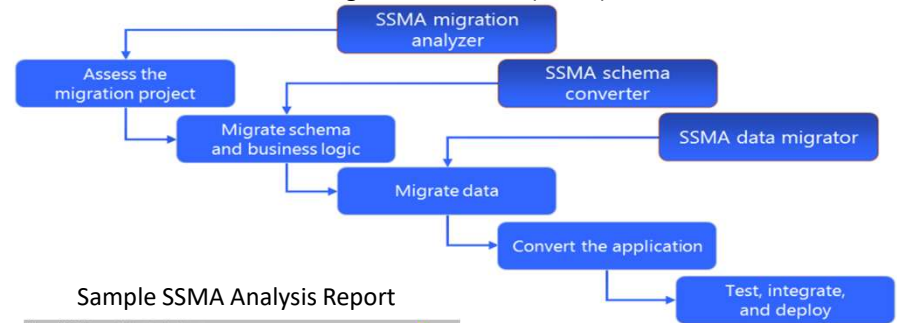 SSMA migration
analyzer
Assess the
migration project
SSMA schema
converter
Migrate schema
and business logic
SSMA data migrator
Migrate data
Convert the application
Test, integrate,
and deploy
Sample SSMA Analysis Report